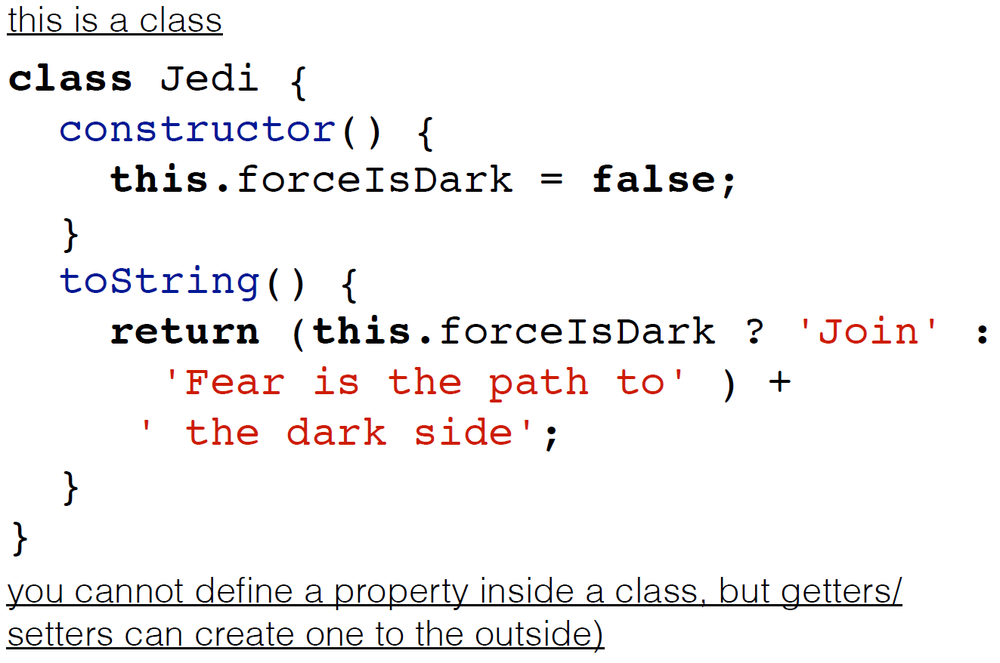 this is a class
class Jedi {
  constructor() {
    this.forceIsDark = false;
  }
  toString() {
    return (this.forceIsDark ? 'Join' :
      'Fear is the path to' ) +
     ' the dark side';
  }
}
you cannot define a property inside a class, but getters/
setters can create one to the outside)